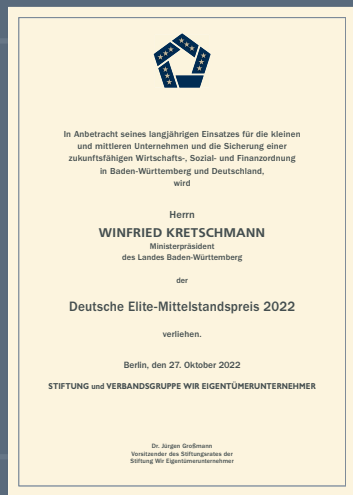 In Anbetracht seines langjährigen Einsatzes für die kleinen
und mittleren Unternehmen und die Sicherung einer
zukunftsfähigen Wirtschafts-, Sozial- und Finanzordnung
in Baden-Württemberg und Deutschland,
wird
Herrn
WINFRIED KRETSCHMANN
Ministerpräsident
des Landes Baden-Württemberg
der
Deutsche Elite-Mittelstandspreis 2022
verliehen.
Berlin, den 27. Oktober 2022
STIFTUNG und VERBANDSGRUPPE WIR EIGENTÜMERUNTERNEHMER
Dr. Jürgen Großmann
Vorsitzender des Stiftungsrates der
Stiftung Wir Eigentümerunternehmer